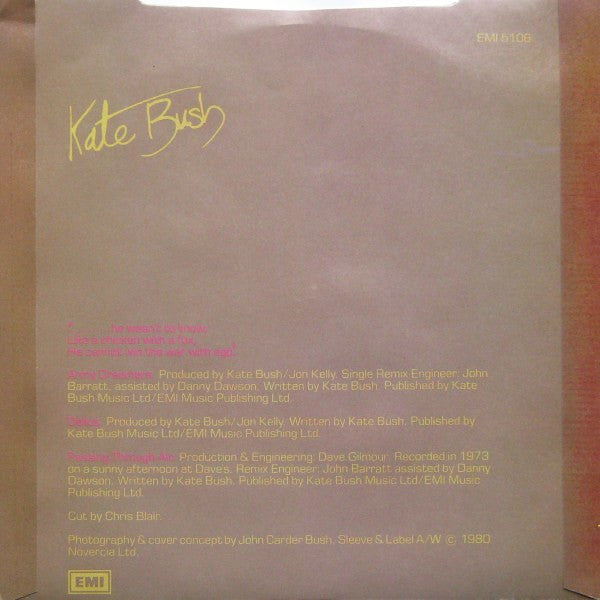 EMI 5106
Kate Bush
"........he wasn't to know,
Like a chicken with a fox,
He cannot win the war with ego"
Army Dreamers. Produced by Kate Bush/Jon Kelly. Single Remix Engineer: John
Barratt, assisted by Danny Dawson. Written by Kate Bush. Published by Kate
Bush Music Ltd/EMI Music Publishing Ltd.
Delius. Produced by Kate Bush/Jon Kelly. Written by Kate Bush. Published by
Kate Bush Music Ltd/EMI Music Publishing Ltd.
Passing Through Air. Production & Engineering: Dave Gilmour. Recorded in 1973
on a sunny afternoon at Dave's. Remix Engineer: John Barratt assisted by Danny
Dawson. Written by Kate Bush. Published by Kate Bush Music Ltd/EMI Music
Publishing Ltd.
Cut by Chris Blair.
Photography & cover concept by John Carder Bush. Sleeve & Label A/W © 1980
Novercia Ltd.
EMI